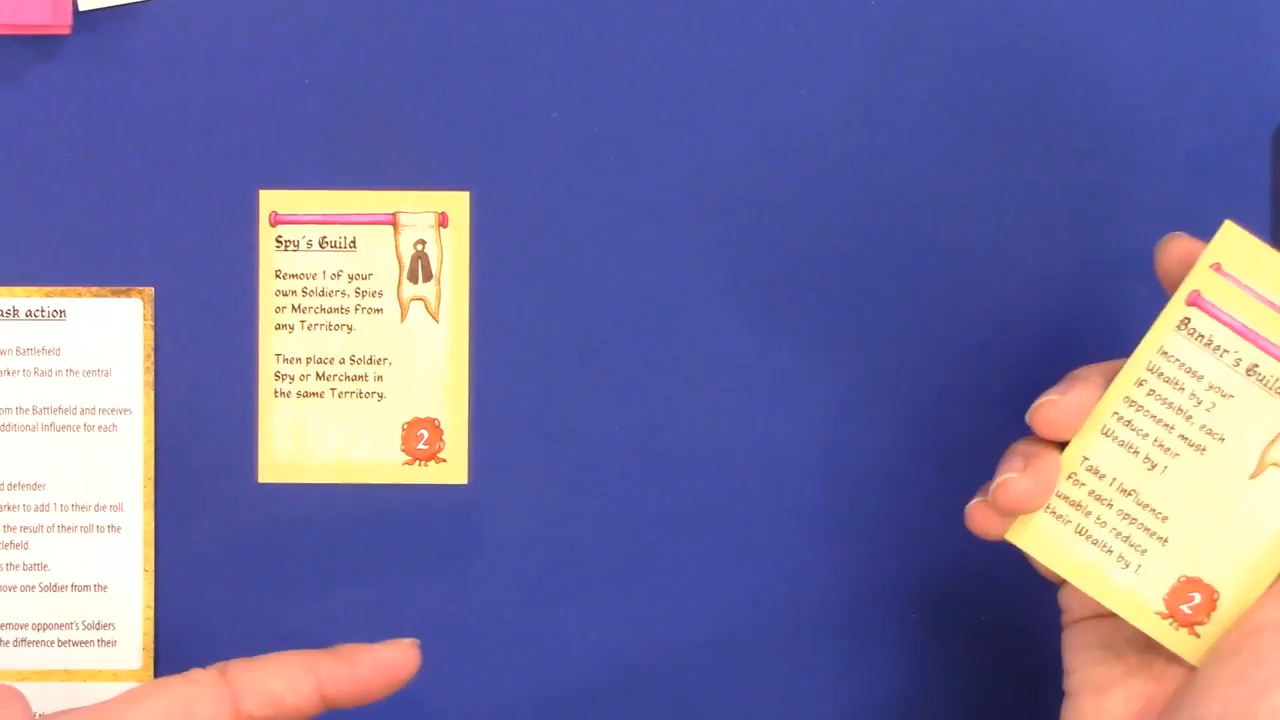 ask action
wn Battlefield.
arker to Raid in the central
om the Battlefield and receives
dditional Influence for each
d defender.
arker to add 1 to their die roll.
the result of their roll to the
tlefield.
s the battle.
move one Soldier from the
emove opponent's Soldiers
he difference between their
Spy's Guild
Remove 1 of your
own Soldiers, Spies
or Merchants from
any Territory.
Then place a Soldier,
Spy or Merchant in
the same Territory.
2
Banker's Guild
Increase your
Wealth by 2.
If possible, each
opponent must
reduce their
Wealth by 1.
Take 1 Influence
for each opponent
unable to reduce
their Wealth by 1.
2